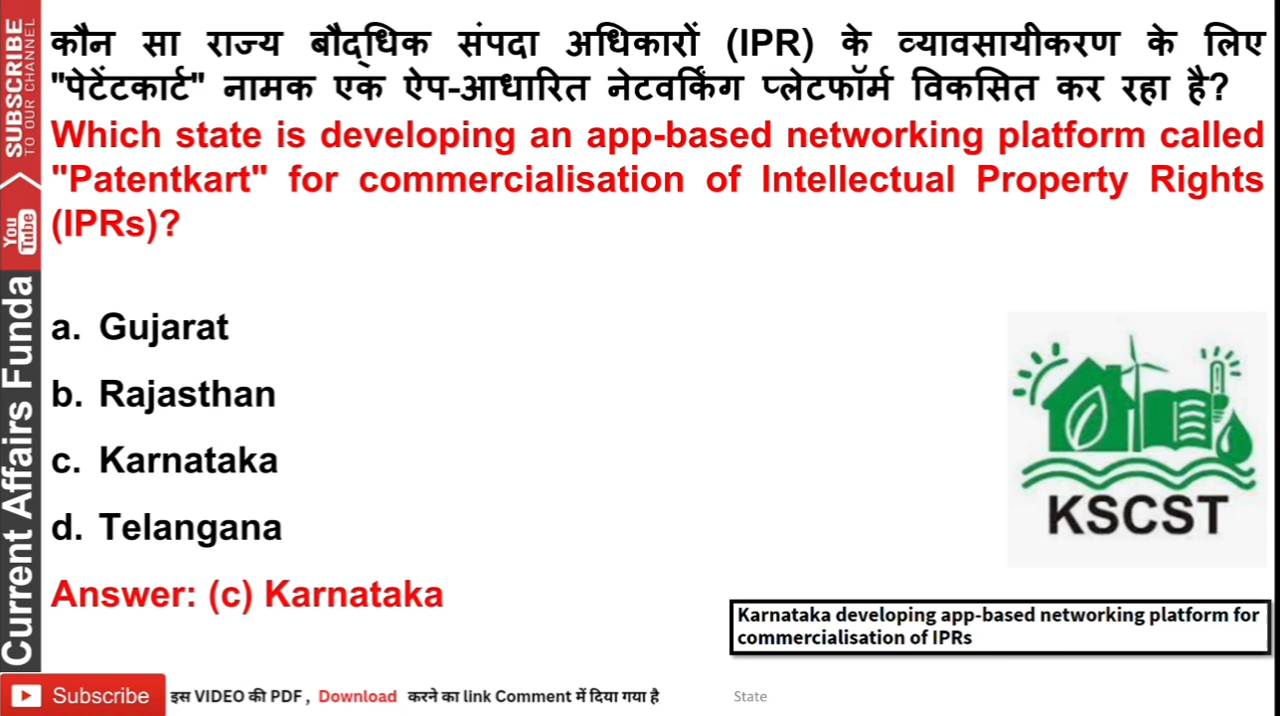 कौन सा राज्य बौद्धिक संपदा अधिकारों (IPR) के व्यावसायीकरण के लिए
"पेटेंटकार्ट" नामक एक ऐप-आधारित नेटवर्किंग प्लेटफॉर्म विकसित कर रहा है?
Which state is developing an app-based networking platform called
"Patentkart" for commercialisation of Intellectual Property Rights
(IPRs)?
a. Gujarat
b. Rajasthan
c. Karnataka
d. Telangana
Answer: (c) Karnataka
KSCST
Karnataka developing app-based networking platform for
commercialisation of IPRs
SUBSCRIBE
TO OUR CHANNEL
You
Tube
Current Affairs Funda
Subscribe
इस VIDEO की PDF , Download करने का link Comment में दिया गया है
State